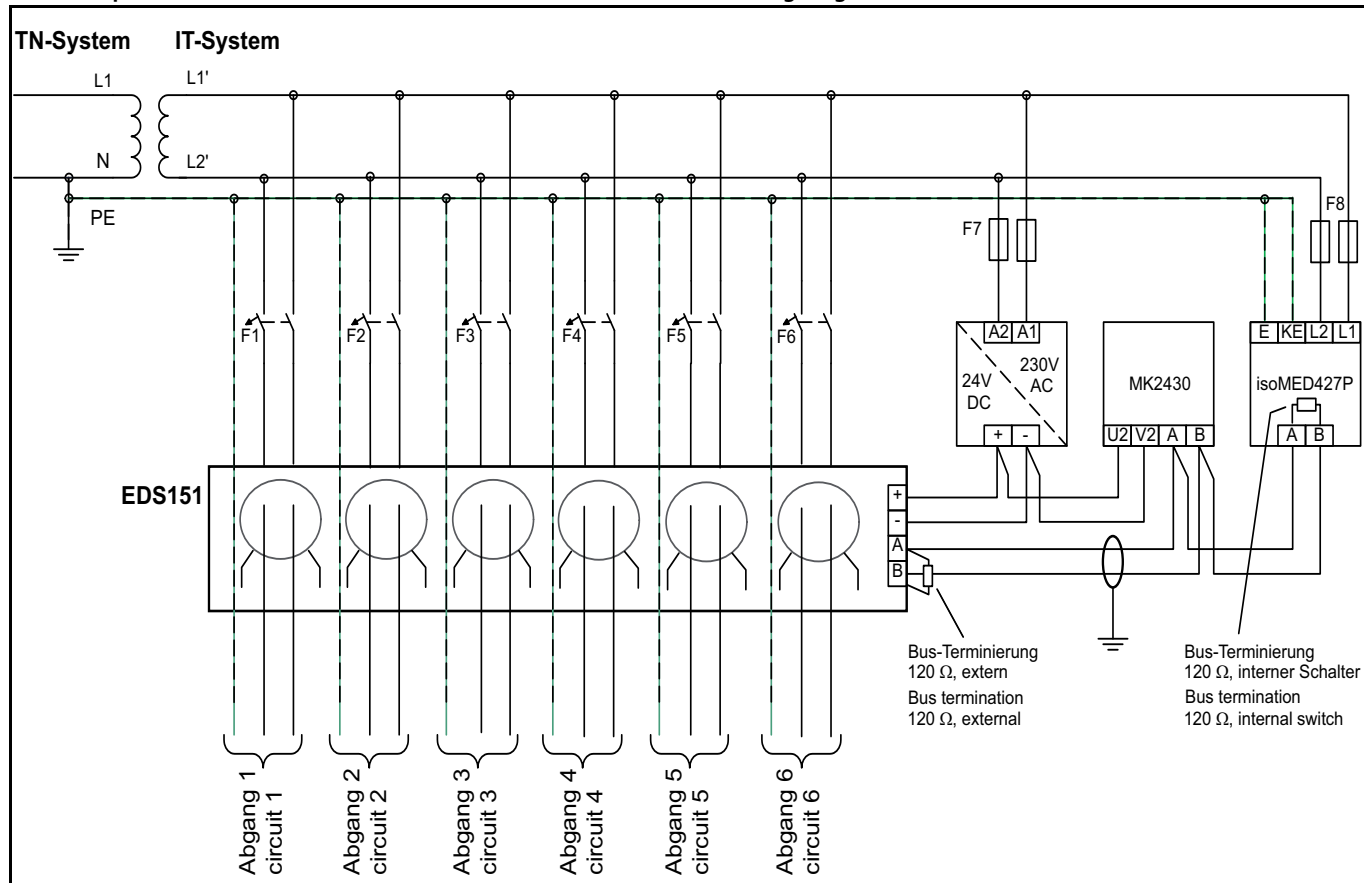 TN-System
IT-System
L1
L1'
N
L2'
PE
F7
F8
F1
F2
F3
F4
F5
F6
A2
A1
24V
DC
230V
AC
+
-
MK2430
U2
V2
A
B
E
KE
L2
L1
isoMED427P
A
B
EDS151
+
-
A
B
Bus-Terminierung
120 Ω, extern
Bus termination
120 Ω, external
Bus-Terminierung
120 Ω, interner Schalter
Bus termination
120 Ω, internal switch
Abgang 1
circuit 1
Abgang 2
circuit 2
Abgang 3
circuit 3
Abgang 4
circuit 4
Abgang 5
circuit 5
Abgang 6
circuit 6